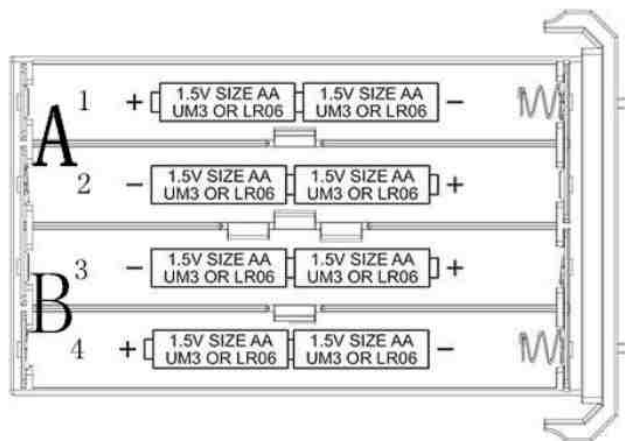 1 + 1.5V SIZE AA 1.5V SIZE AA -
UM3 OR LR06 UM3 OR LR06
A
2 - 1.5V SIZE AA 1.5V SIZE AA +
UM3 OR LR06 UM3 OR LR06
3 - 1.5V SIZE AA 1.5V SIZE AA +
UM3 OR LR06 UM3 OR LR06
B
4 + 1.5V SIZE AA 1.5V SIZE AA -
UM3 OR LR06 UM3 OR LR06